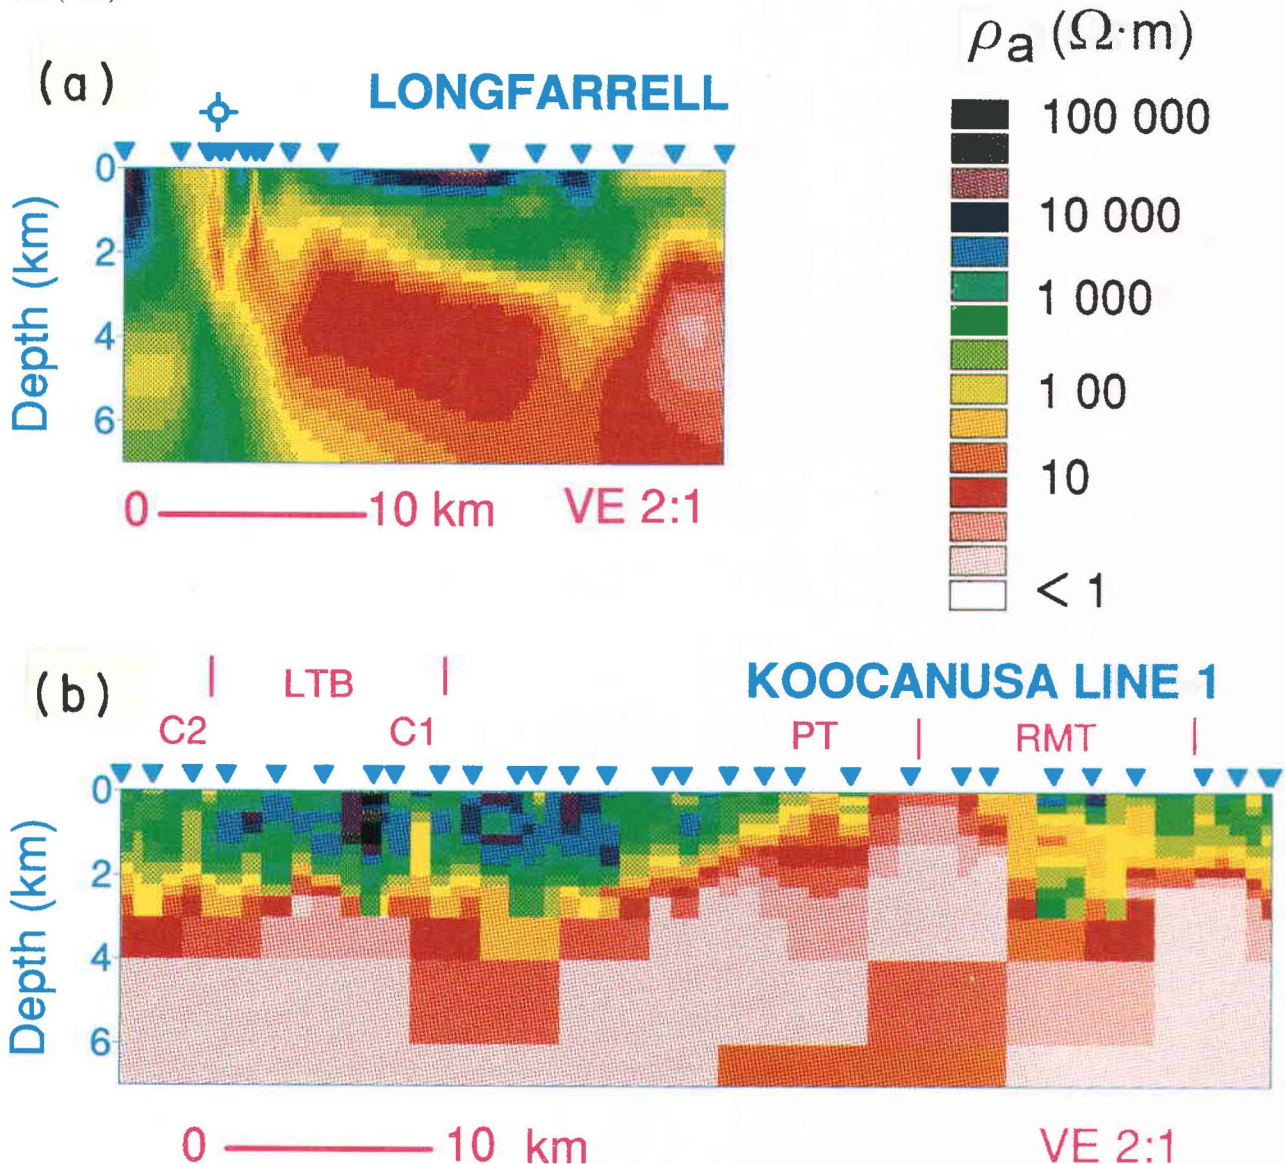 (a)
LONGFARRELL
ρa (Ω·m)
100 000
10 000
1 000
1 00
10
< 1
Depth (km)
0
2
4
6
0 10 km VE 2:1
(b)
LTB
KOOCANUSA LINE 1
C2 C1 PT RMT
Depth (km)
0
2
4
6
0 10 km VE 2:1